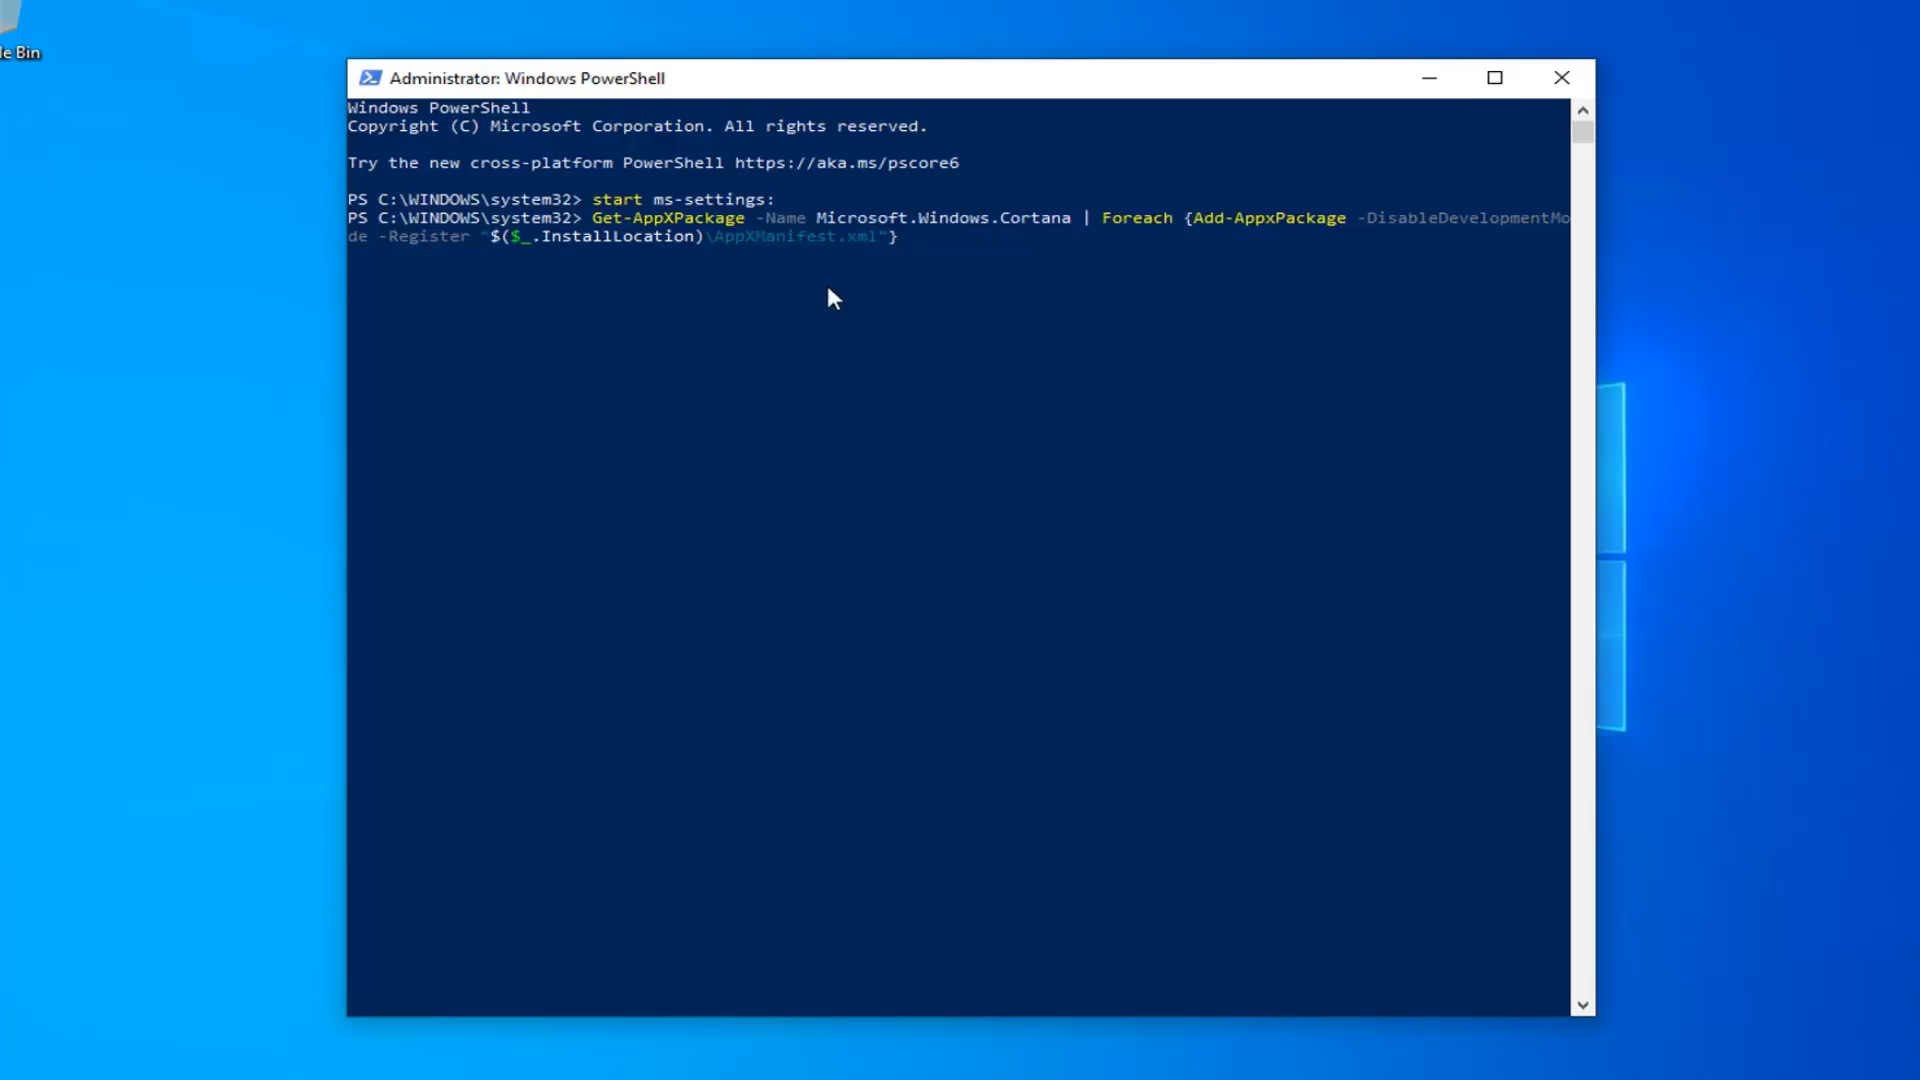 le Bin
Administrator: Windows PowerShell
Windows PowerShell
Copyright (C) Microsoft Corporation. All rights reserved.
Try the new cross-platform PowerShell https://aka.ms/pscore6
PS C:\WINDOWS\system32> start ms-settings:
PS C:\WINDOWS\system32> Get-AppXPackage -Name Microsoft.Windows.Cortana | Foreach {Add-AppxPackage -DisableDevelopmentMo
de -Register "$($_.InstallLocation)\AppXManifest.xml"}